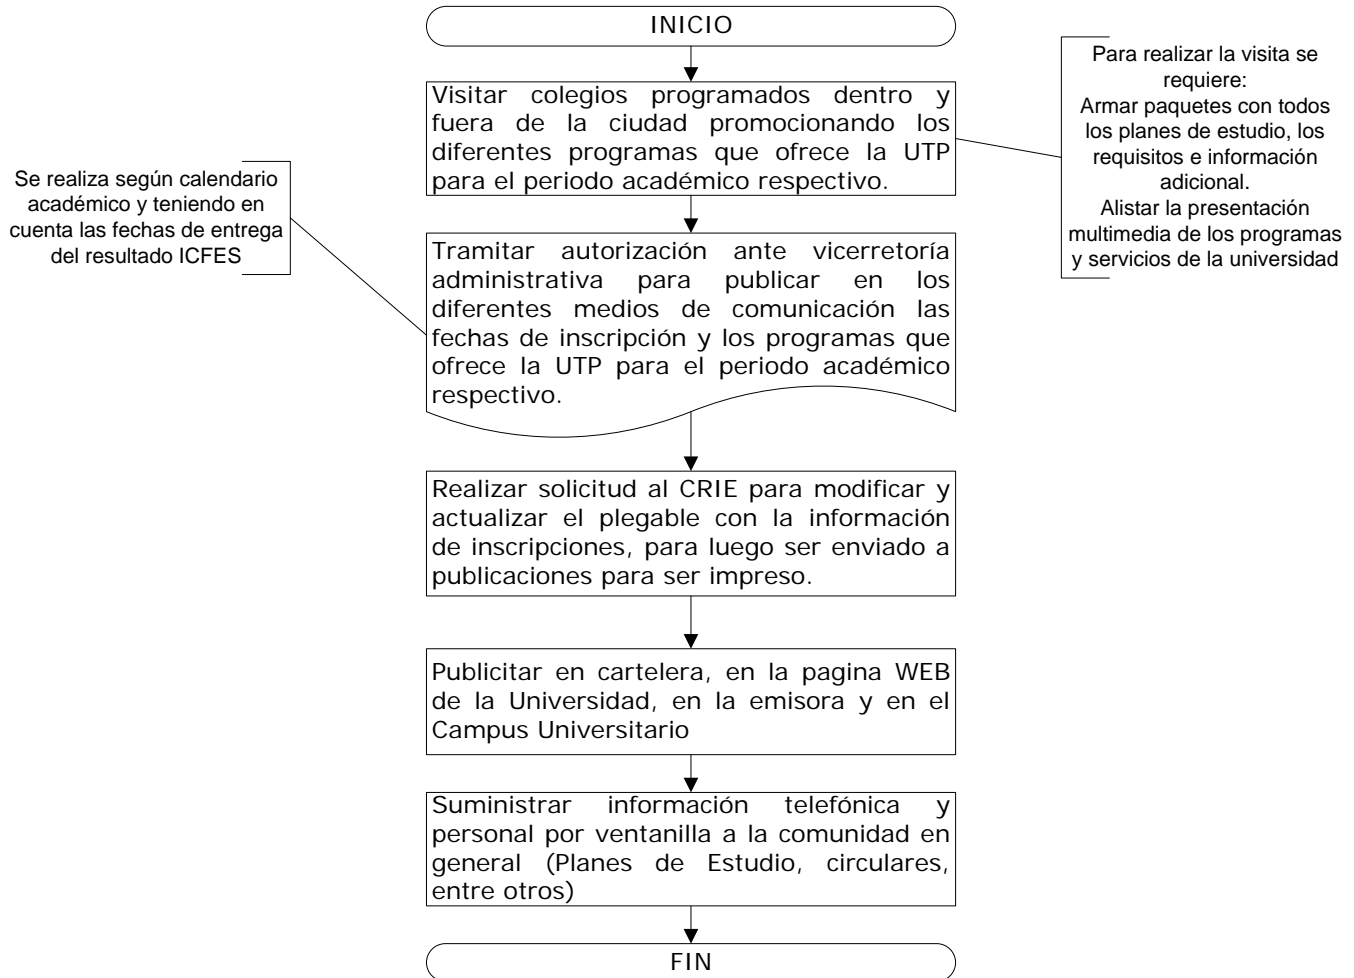 INICIO
Visitar colegios programados dentro y
fuera de la ciudad promocionando los
diferentes programas que ofrece la UTP
para el periodo académico respectivo.
Para realizar la visita se
requiere:
Armar paquetes con todos
los planes de estudio, los
requisitos e información
adicional.
Alistar la presentación
multimedia de los programas
y servicios de la universidad
Se realiza según calendario
académico y teniendo en
cuenta las fechas de entrega
del resultado ICFES
Tramitar autorización ante vicerretoría
administrativa para publicar en los
diferentes medios de comunicación las
fechas de inscripción y los programas que
ofrece la UTP para el periodo académico
respectivo.
Realizar solicitud al CRIE para modificar y
actualizar el plegable con la información
de inscripciones, para luego ser enviado a
publicaciones para ser impreso.
Publicitar en cartelera, en la pagina WEB
de la Universidad, en la emisora y en el
Campus Universitario
Suministrar información telefónica y
personal por ventanilla a la comunidad en
general (Planes de Estudio, circulares,
entre otros)
FIN